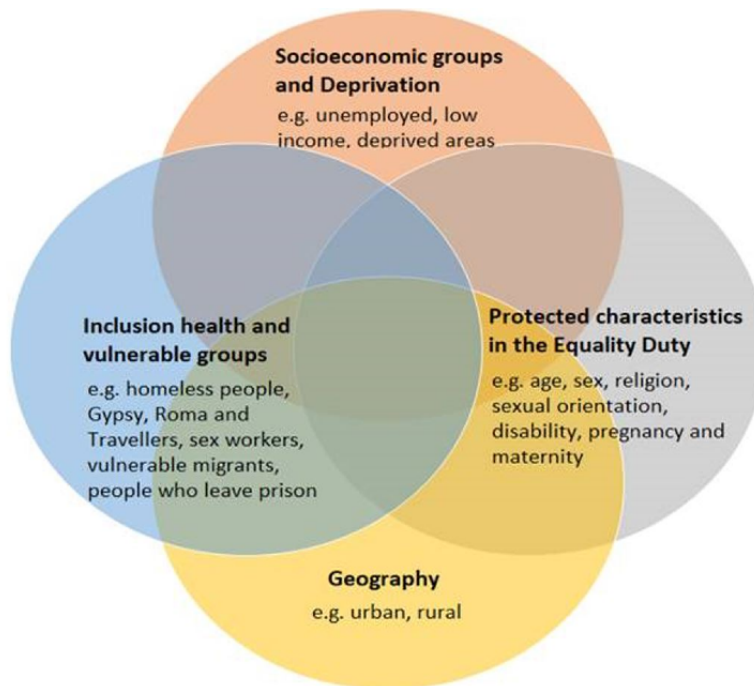 Socioeconomic groups
and Deprivation
e.g. unemployed, low
income, deprived areas
Inclusion health and
vulnerable groups
e.g. homeless people,
Gypsy, Roma and
Travellers, sex workers,
vulnerable migrants,
people who leave prison
Protected characteristics
in the Equality Duty
e.g. age, sex, religion,
sexual orientation,
disability, pregnancy and
maternity
Geography
e.g. urban, rural